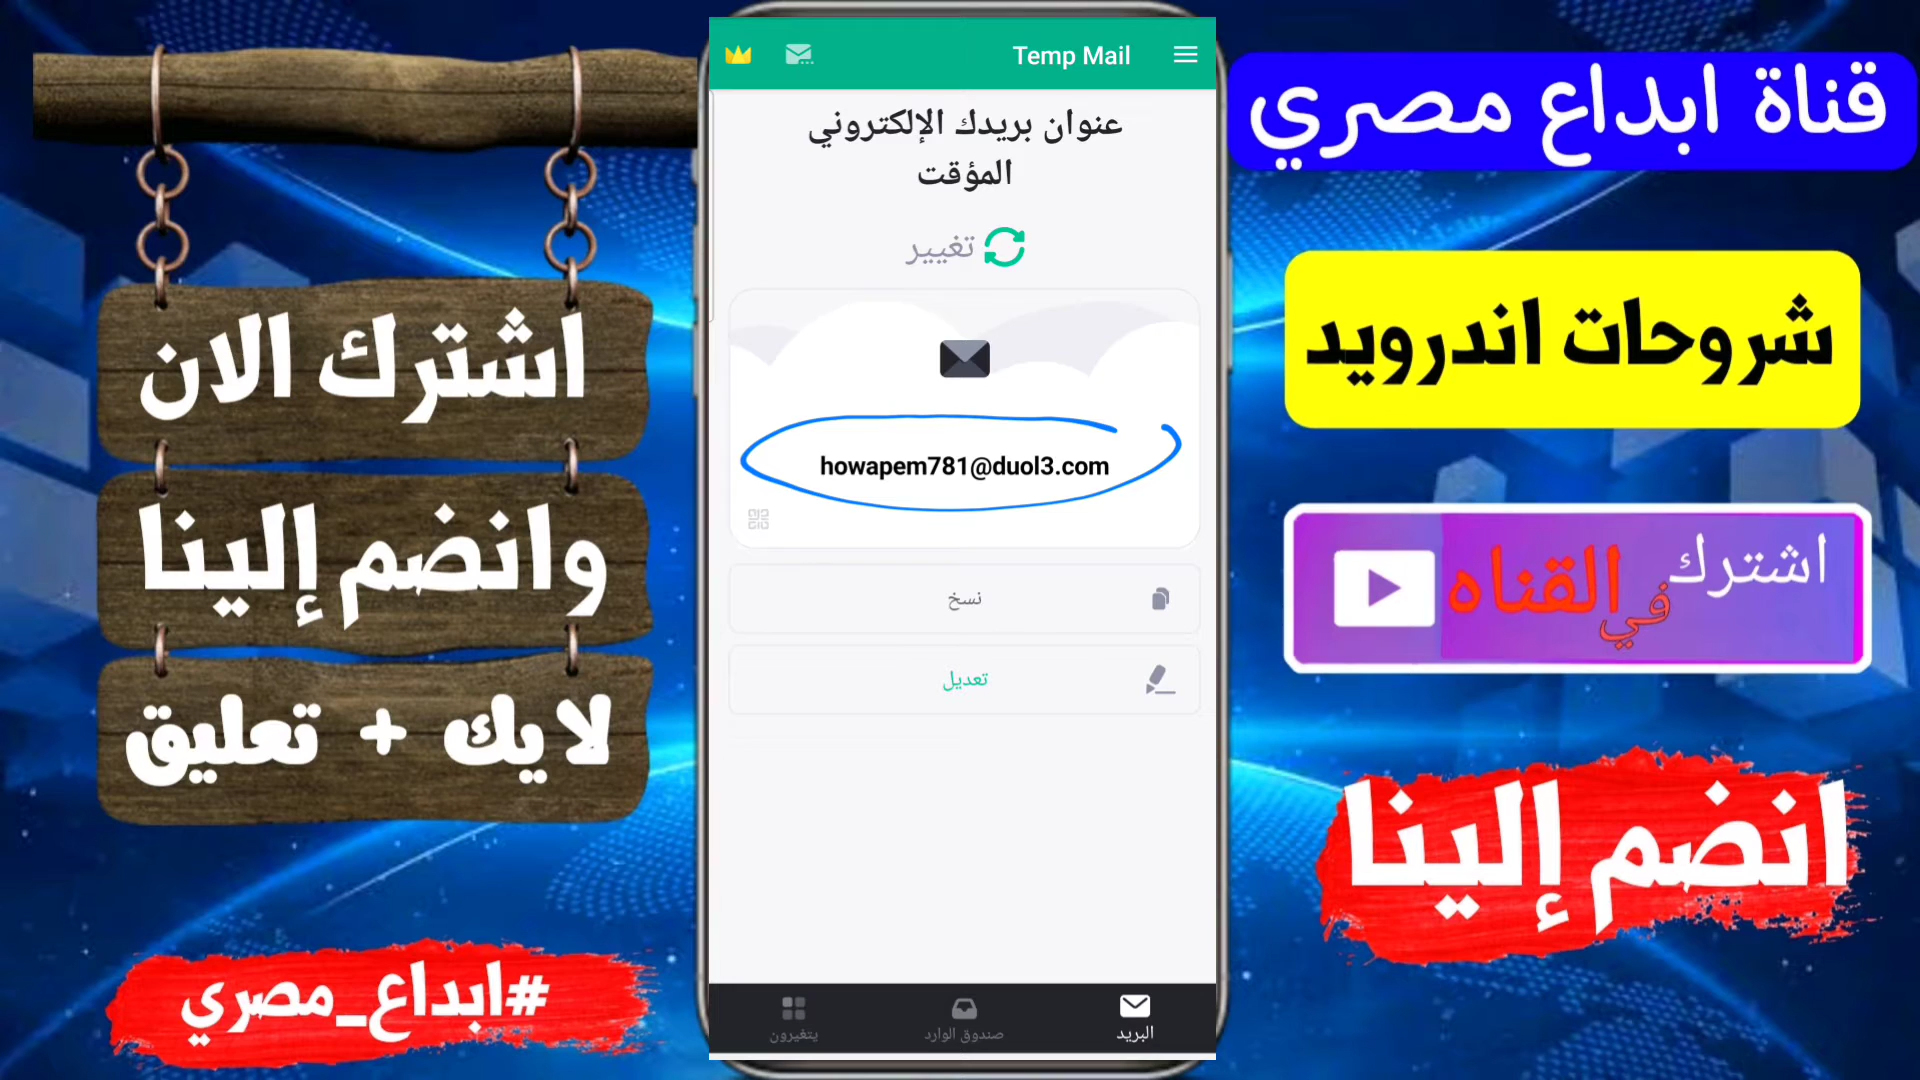 Temp Mail
عنوان بريدك الإلكتروني
المؤقت
تغيير
howapem781@duol3.com
نسخ
تعديل
البريد
صندوق الوارد
يتغيرون
قناة ابداع مصري
شروحات اندرويد
اشترك
في القناه
انضم إلينا
اشترك الان
وانضم إلينا
لايك + تعليق
#ابداع_مصري